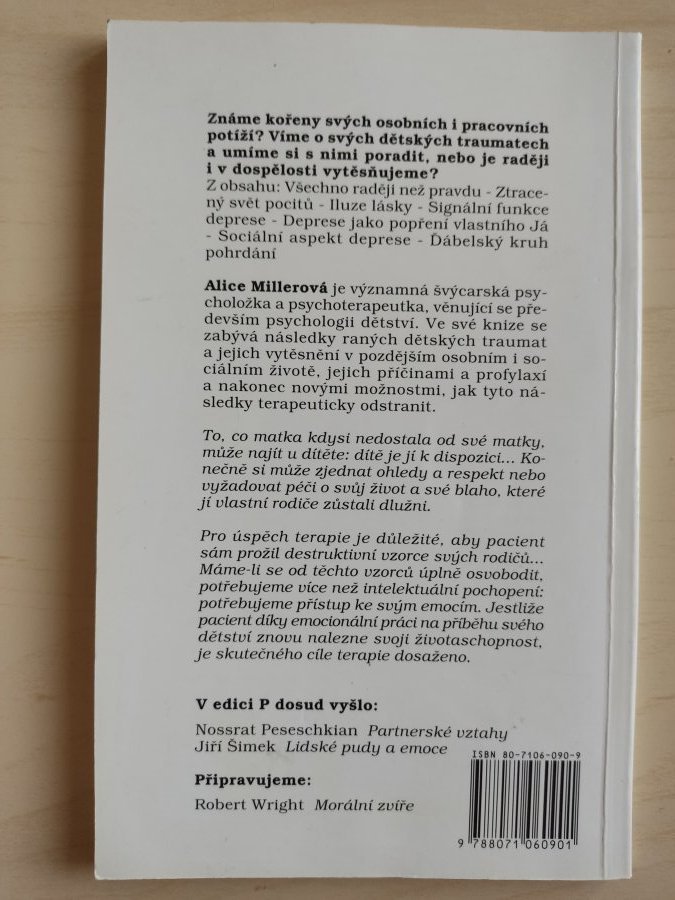 Známe kořeny svých osobních i pracovních
potíží? Víme o svých dětských traumatech
a umíme si s nimi poradit, nebo je raději
i v dospělosti vytěsňujeme?
Z obsahu: Všechno raději než pravdu - Ztrace-
ný svět pocitů - Iluze lásky - Signální funkce
deprese - Deprese jako popření vlastního Já
- Sociální aspekt deprese - Ďábelský kruh
pohrdání
Alice Millerová je významná švýcarská psy-
choložka a psychoterapeutka, věnující se pře-
devším psychologii dětství. Ve své knize se
zabývá následky raných dětských traumat
a jejich vytěsnění v pozdějším osobním i so-
ciálním životě, jejich příčinami a profylaxí
a nakonec novými možnostmi, jak tyto ná-
sledky terapeuticky odstranit.
To, co matka kdysi nedostala od své matky,
může najít u dítěte: dítě je jí k dispozici... Ko-
nečně si může zjednat ohledy a respekt nebo
vyžadovat péči o svůj život a své blaho, které
jí vlastní rodiče zůstali dlužni.
Pro úspěch terapie je důležité, aby pacient
sám prožil destruktivní vzorce svých rodičů...
Máme-li se od těchto vzorců úplně osvobodit,
potřebujeme více než intelektuální pochopení:
potřebujeme přístup ke svým emocím. Jestliže
pacient díky emocionální práci na příběhu svého
dětství znovu nalezne svoji životaschopnost,
je skutečného cíle terapie dosaženo.
V edici P dosud vyšlo:
Nossrat Peseschkian Partnerské vztahy
Jiří Šimek Lidské pudy a emoce
Připravujeme:
Robert Wright Morální zvíře
ISBN 80-7106-090-9
9 788071 060901